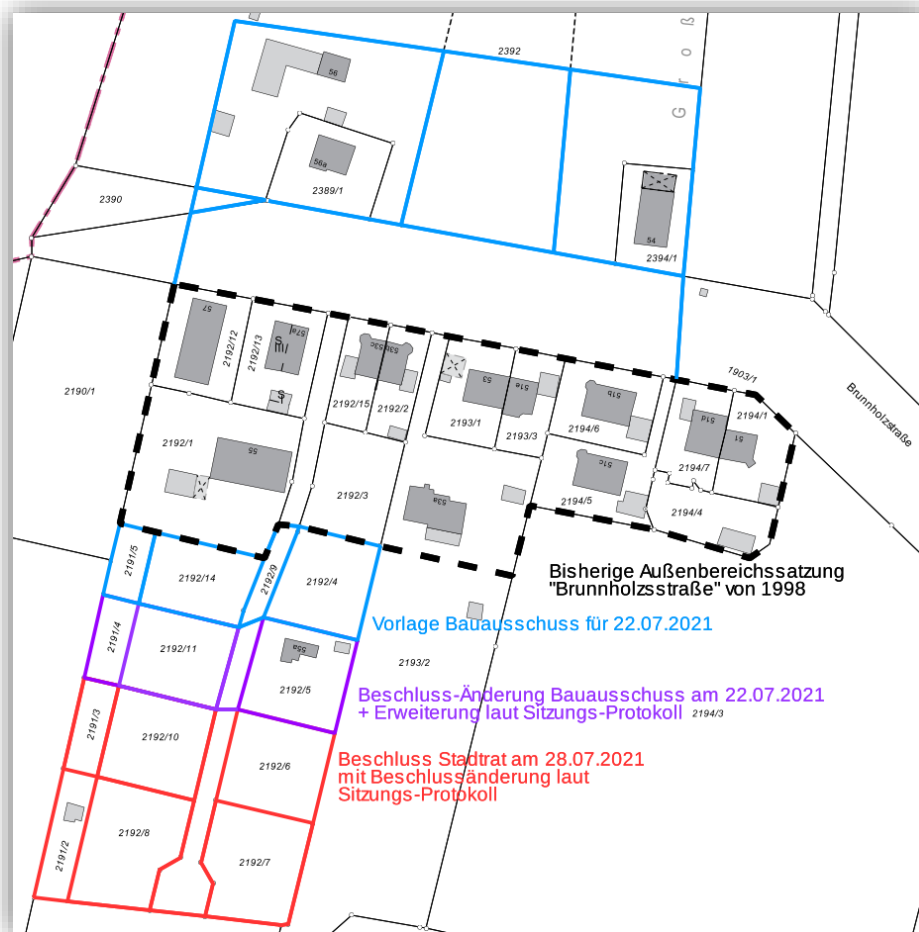 2392
G r o ß
56
56a
2389/1
2390
54
2394/1
57
2192/12
2192/13
57a
53b
53c
1903/1
Brunnholzstraße
2190/1
2192/15
2192/2
53
51e
51b
2193/1
2193/3
2194/6
51d
51
2194/1
2194/7
2192/1
55
2192/3
53a
51c
2194/5
2194/4
2191/5
2192/14
2192/9
2192/4
Bisherige Außenbereichssatzung
"Brunnholzsstraße" von 1998
Vorlage Bauausschuss für 22.07.2021
2191/4
2192/11
55a
2192/5
2193/2
Beschluss-Änderung Bauausschuss am 22.07.2021
+ Erweiterung laut Sitzungs-Protokoll
2194/3
2191/3
2192/10
2192/6
Beschluss Stadtrat am 28.07.2021
mit Beschlussänderung laut
Sitzungs-Protokoll
2191/2
2192/8
2192/7